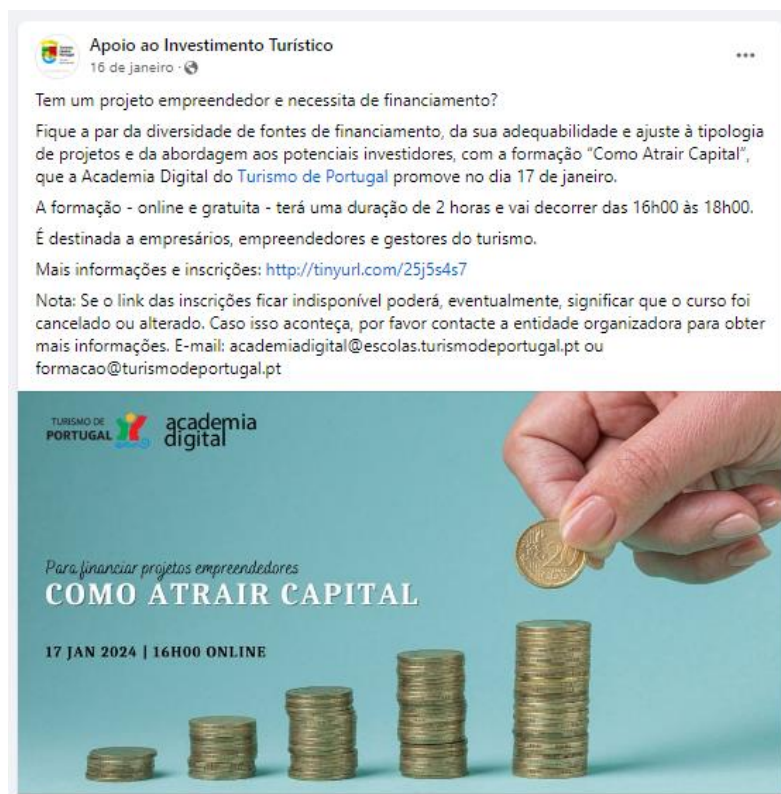 Apoio ao Investimento Turístico
16 de janeiro ·
Tem um projeto empreendedor e necessita de financiamento?
Fique a par da diversidade de fontes de financiamento, da sua adequabilidade e ajuste à tipologia
de projetos e da abordagem aos potenciais investidores, com a formação "Como Atrair Capital",
que a Academia Digital do Turismo de Portugal promove no dia 17 de janeiro.
A formação - online e gratuita - terá uma duração de 2 horas e vai decorrer das 16h00 às 18h00.
É destinada a empresários, empreendedores e gestores do turismo.
Mais informações e inscrições: http://tinyurl.com/25j5s4s7
Nota: Se o link das inscrições ficar indisponível poderá, eventualmente, significar que o curso foi
cancelado ou alterado. Caso isso aconteça, por favor contacte a entidade organizadora para obter
mais informações. E-mail: academiadigital@escolas.turismodeportugal.pt ou
formacao@turismodeportugal.pt
TURISMO DE
PORTUGAL
academia
digital
20
Para financiar projetos empreendedores
COMO ATRAIR CAPITAL
17 JAN 2024 | 16H00 ONLINE